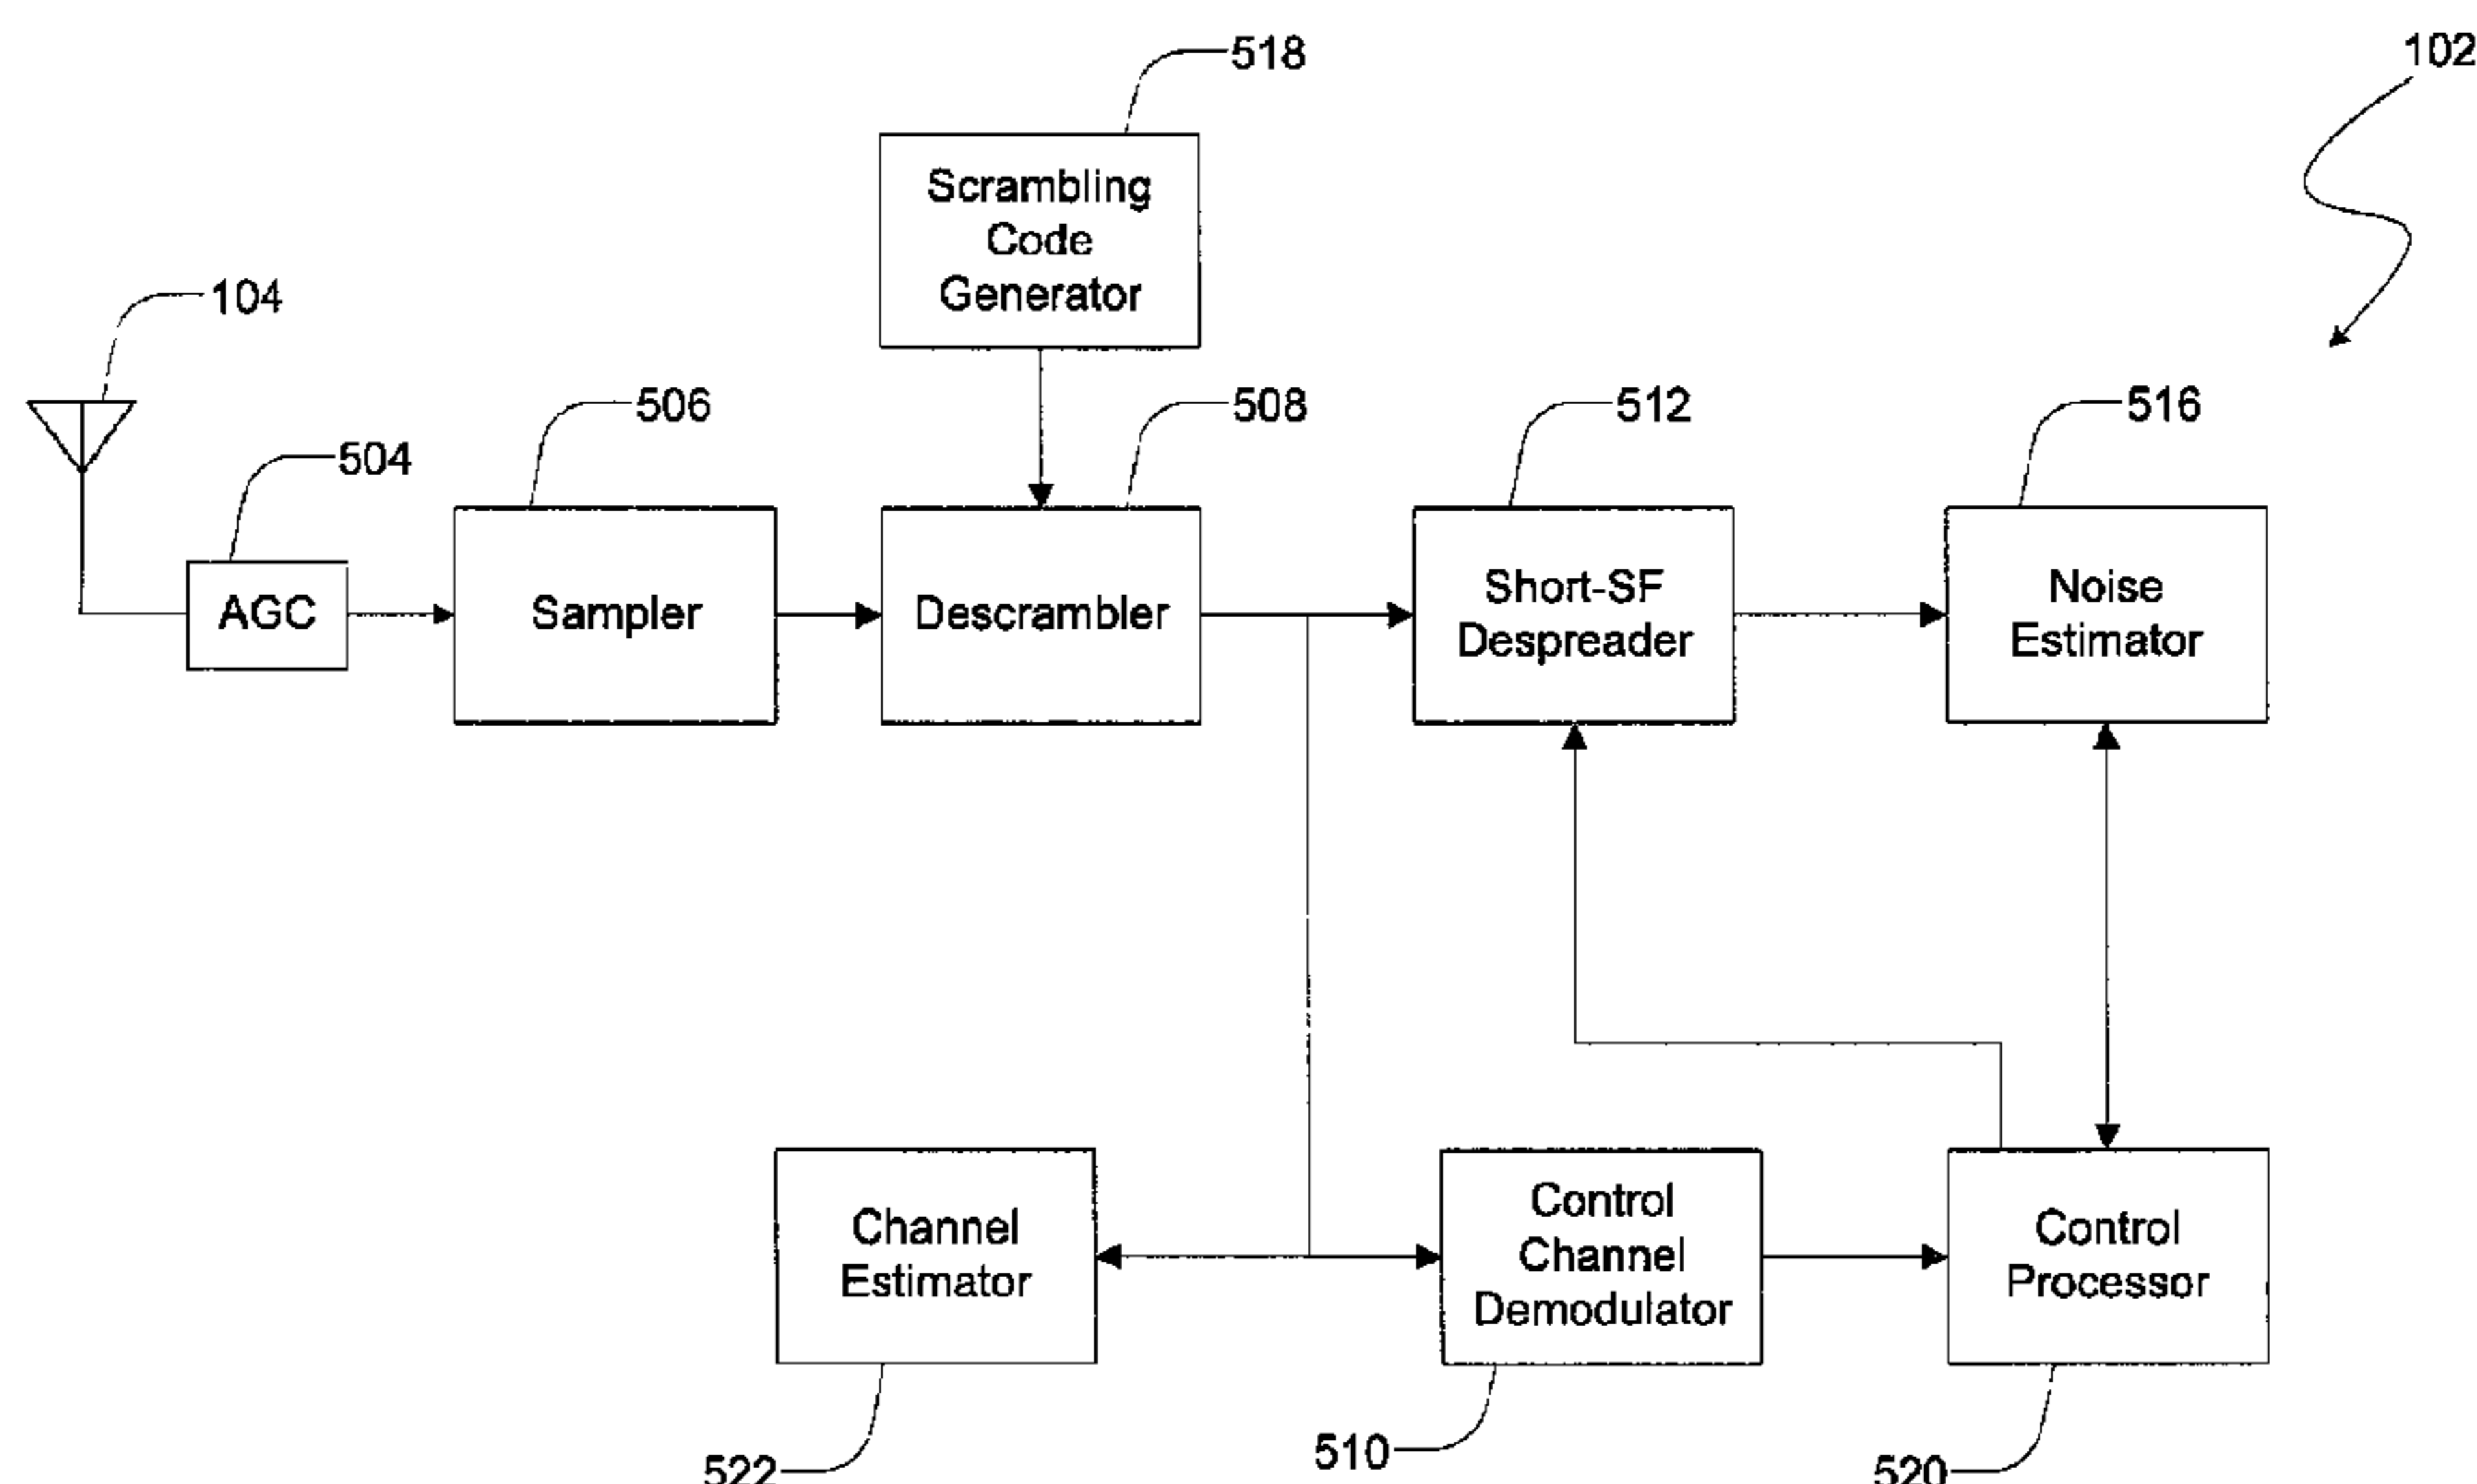 518
102
Scrambling
Code
Generator
104
506
508
512
516
504
AGC
Sampler
Descrambler
Short-SF
Despreader
Noise
Estimator
Channel
Estimator
Control
Channel
Demodulator
Control
Processor
522
510
520